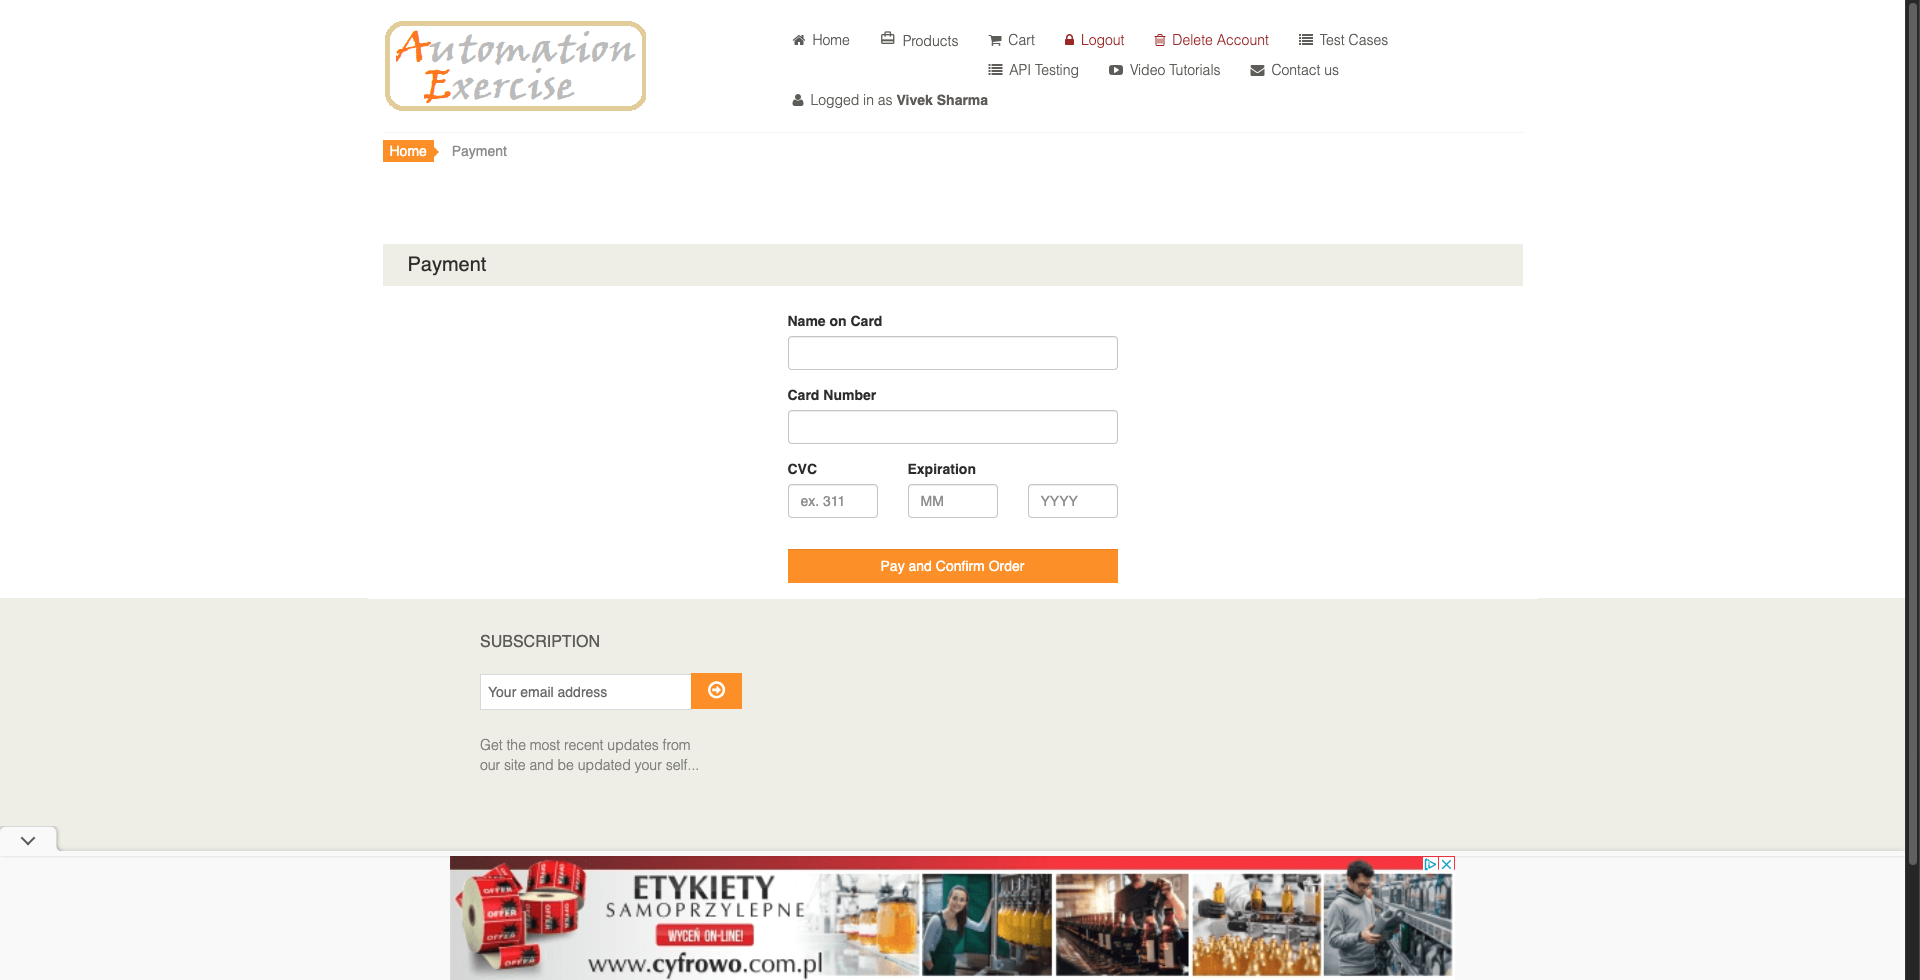 Automation
Exercise
Home
Products
Cart
Logout
Delete Account
Test Cases
API Testing
Video Tutorials
Contact us
Logged in as Vivek Sharma
Home
Payment
Payment
Name on Card
Card Number
CVC
Expiration
ex. 311
MM
YYYY
Pay and Confirm Order
SUBSCRIPTION
Your email address
Get the most recent updates from
our site and be updated your self...
OFFER
OFFER
OFFER
OFFER
ETYKIETY
SAMOPRZYLEPNE
WYCEŃ ON-LINE!
www.cyfrowo.com.pl